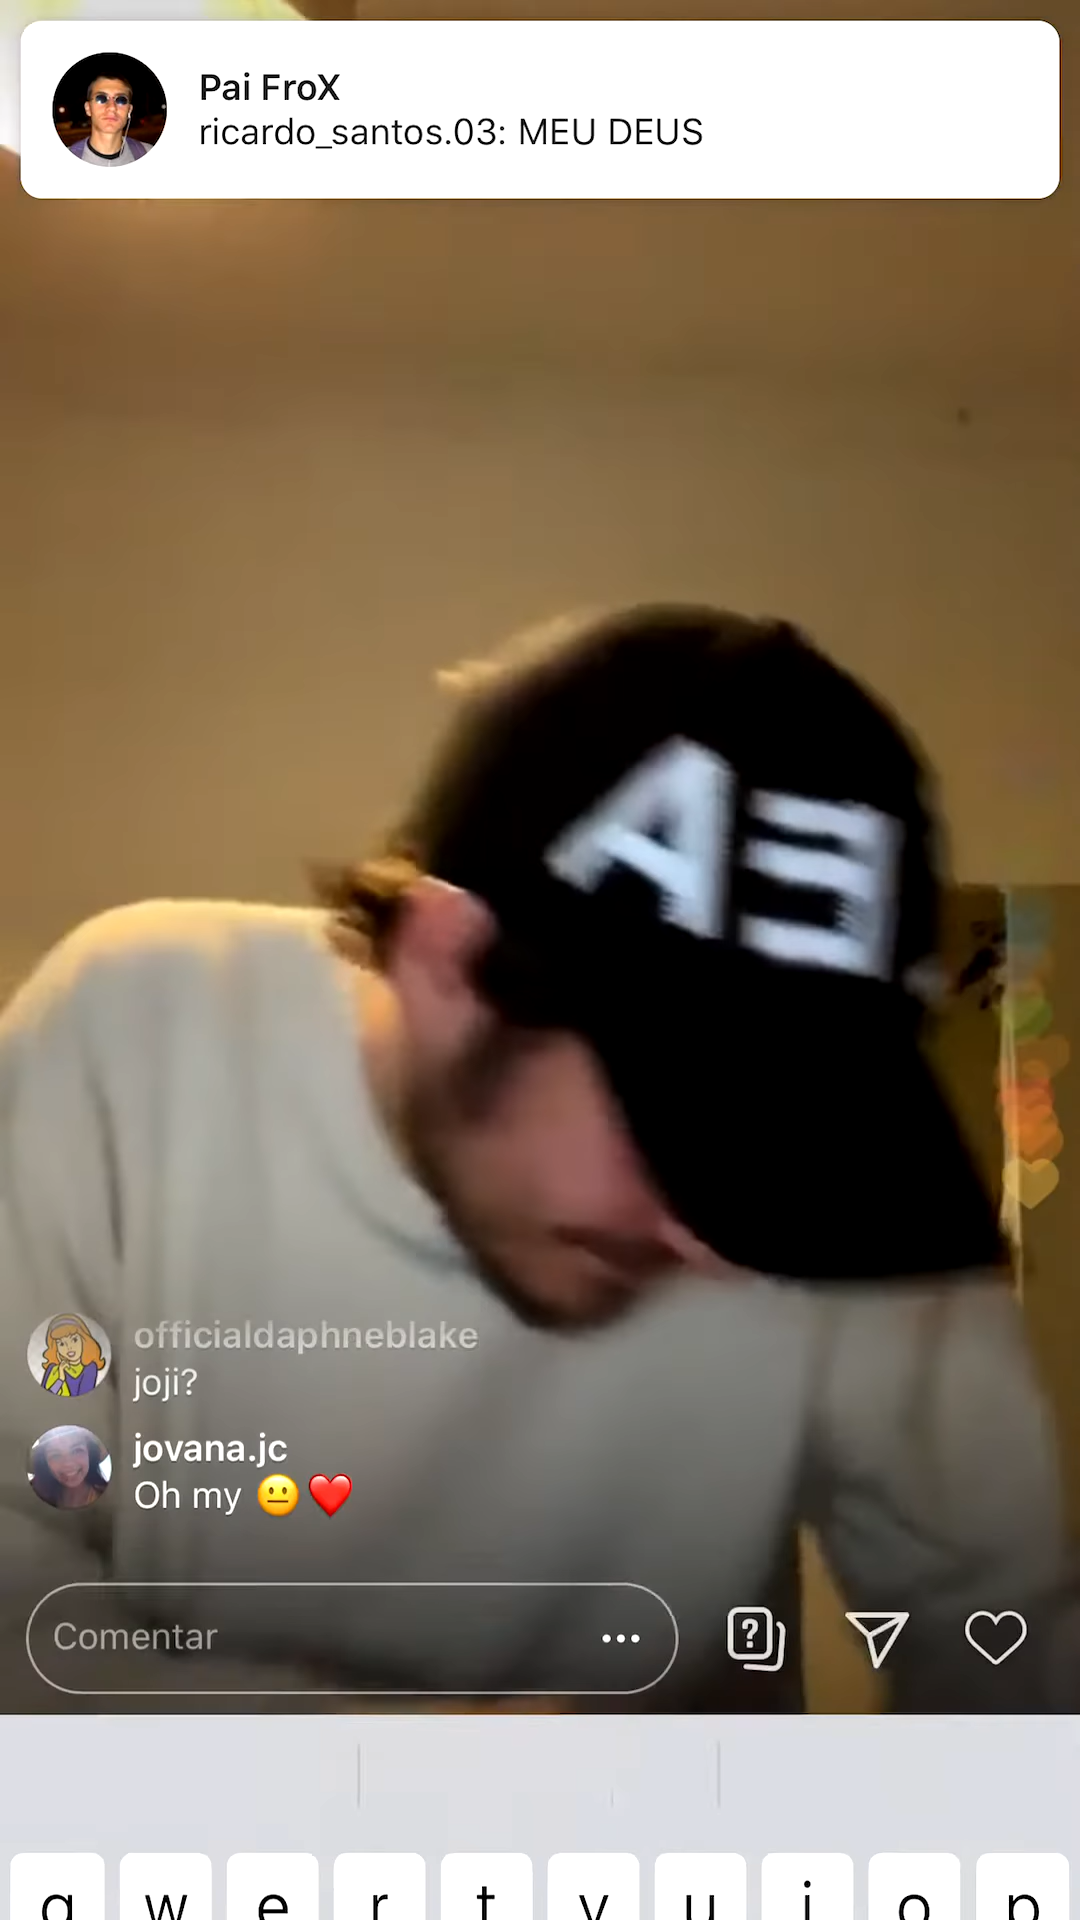 Pai FroX
ricardo_santos.03: MEU DEUS
AE
officialdaphneblake
joji?
jovana.jc
Oh my 😐❤️
Comentar
q w e r t y u i o p